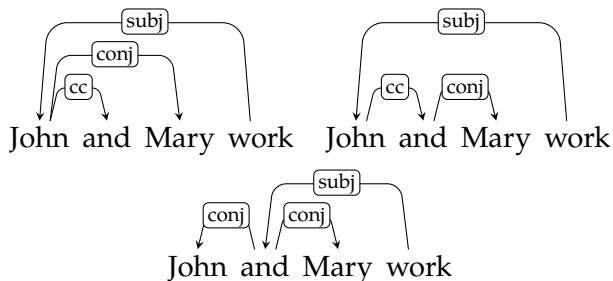 subj subj
conj
cc cc conj
John and Mary work John and Mary work
subj
conj conj
John and Mary work